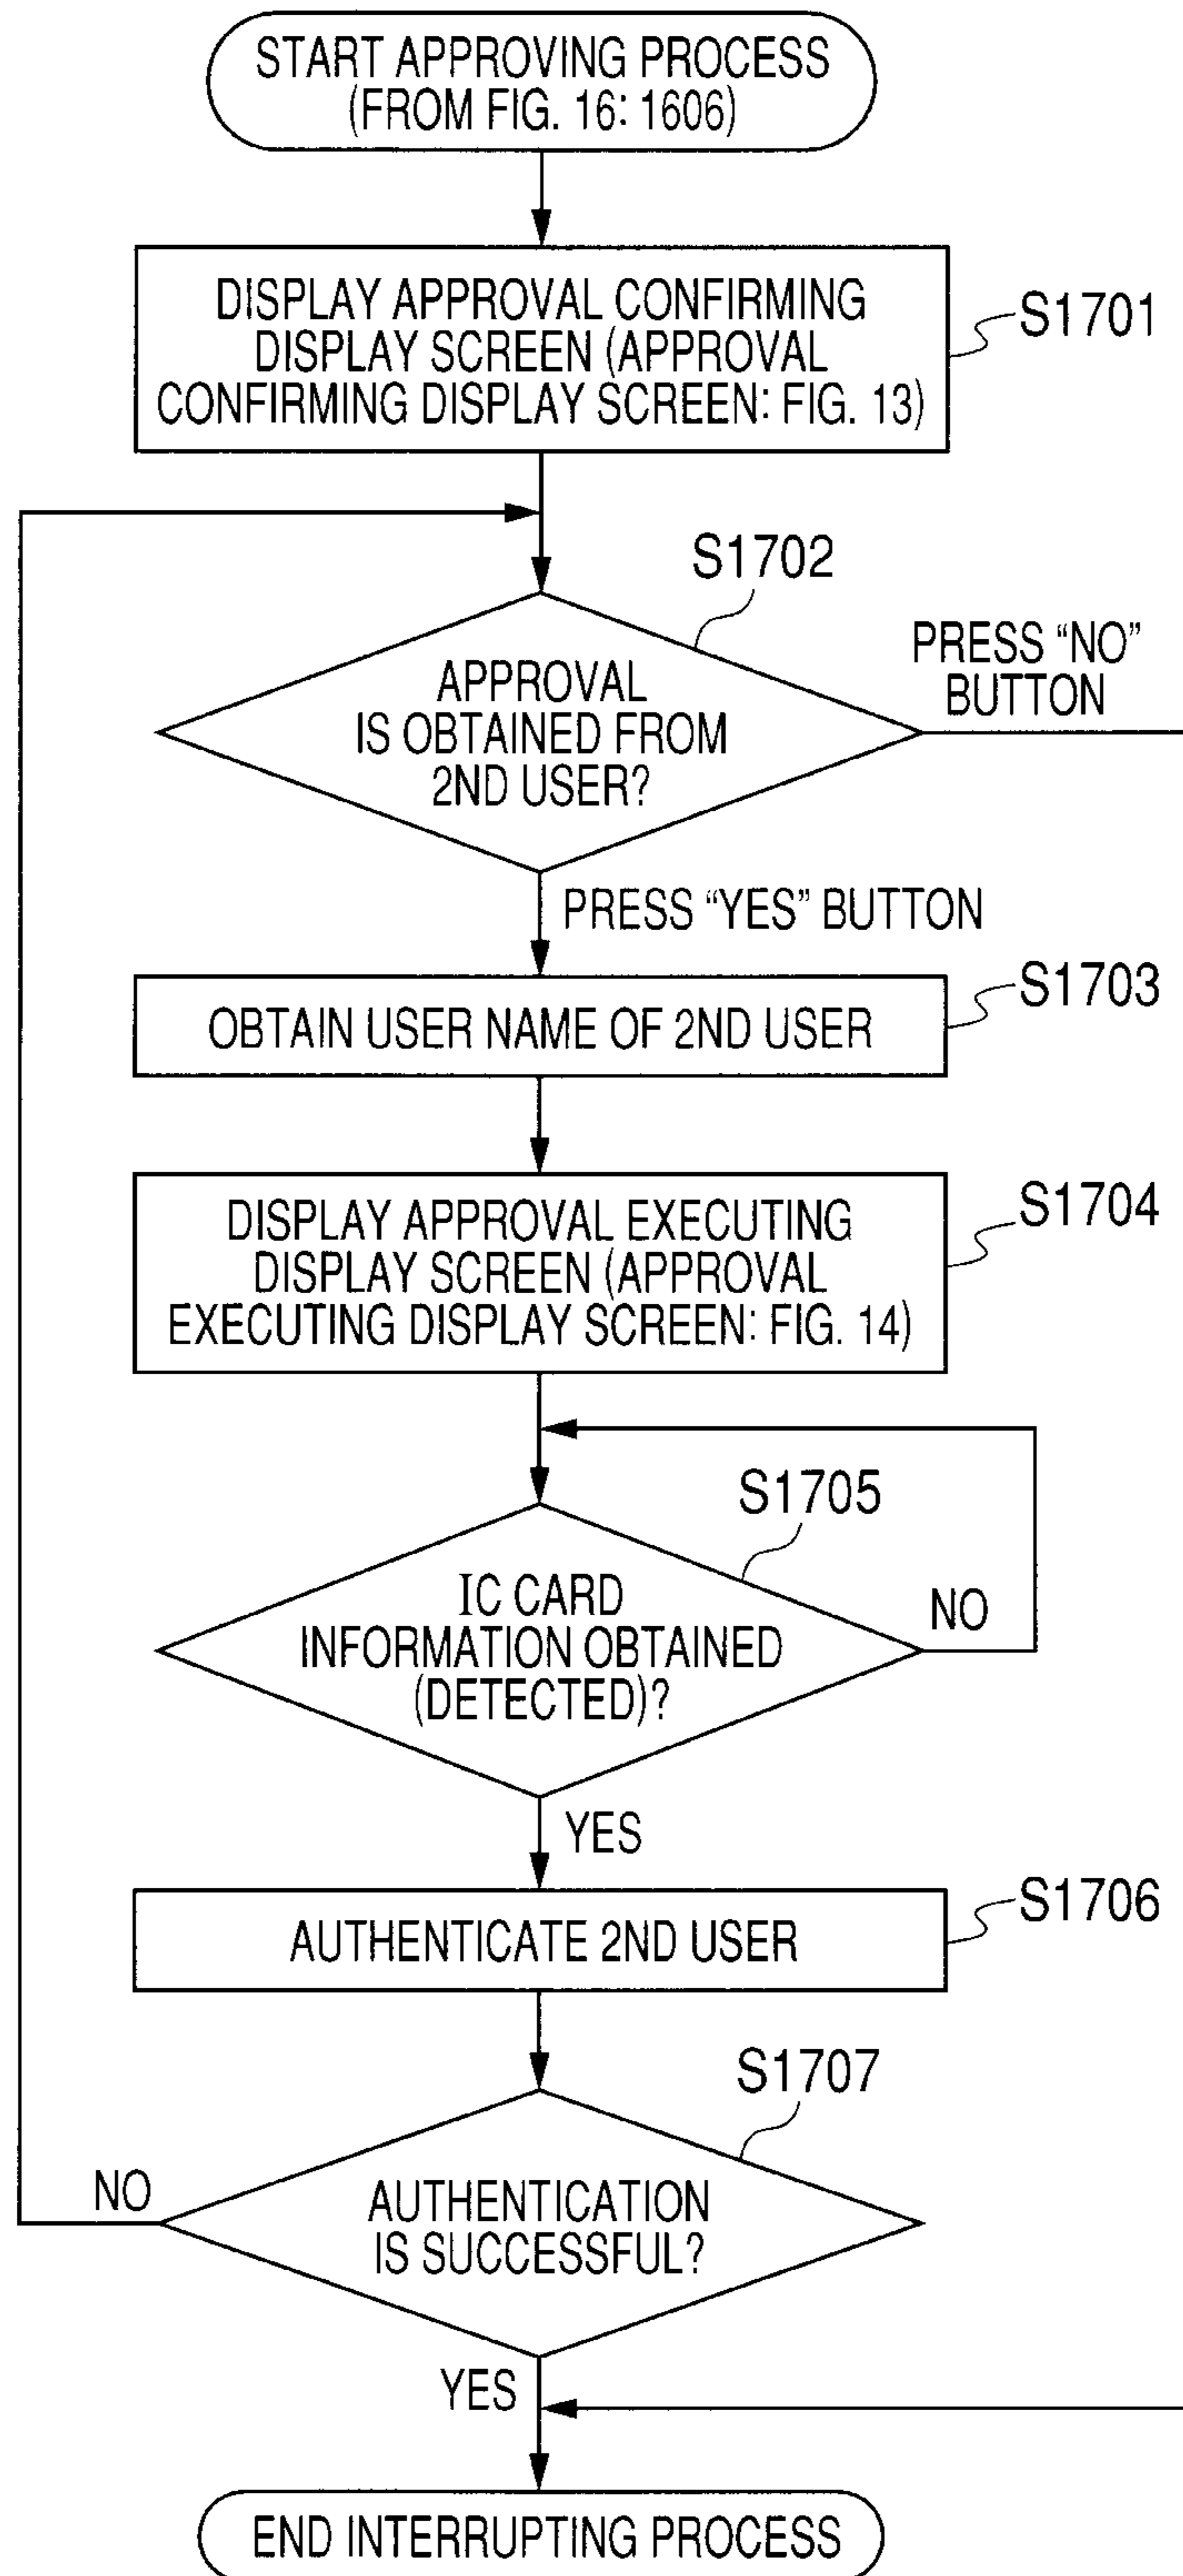 START APPROVING PROCESS
(FROM FIG. 16: 1606)
DISPLAY APPROVAL CONFIRMING
DISPLAY SCREEN (APPROVAL
CONFIRMING DISPLAY SCREEN: FIG. 13)
S1701
S1702
APPROVAL
IS OBTAINED FROM
2ND USER?
PRESS “NO”
BUTTON
PRESS “YES” BUTTON
OBTAIN USER NAME OF 2ND USER
S1703
DISPLAY APPROVAL EXECUTING
DISPLAY SCREEN (APPROVAL
EXECUTING DISPLAY SCREEN: FIG. 14)
S1704
S1705
IC CARD
INFORMATION OBTAINED
(DETECTED)?
NO
YES
AUTHENTICATE 2ND USER
S1706
S1707
AUTHENTICATION
IS SUCCESSFUL?
NO
YES
END INTERRUPTING PROCESS